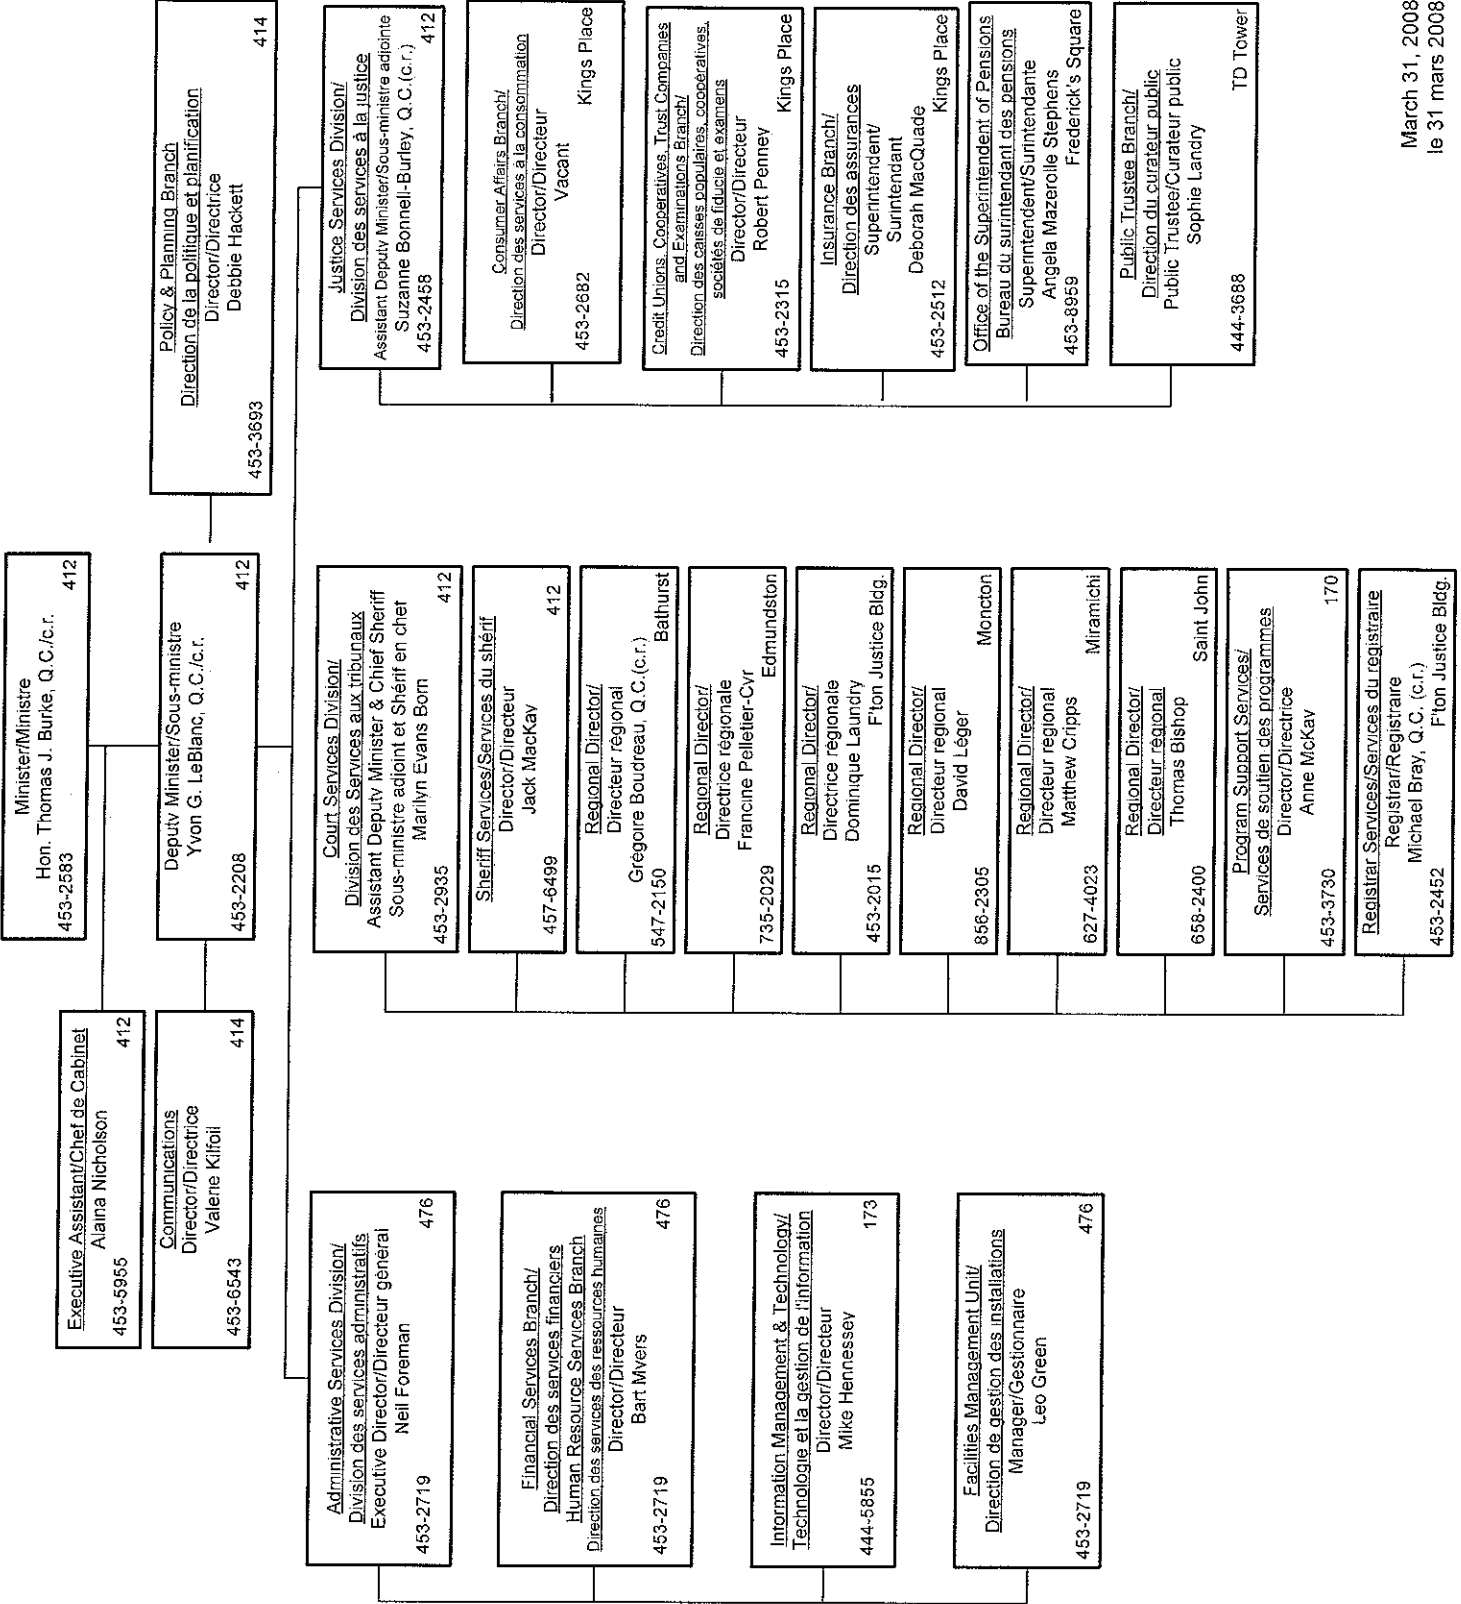 Minister/Ministre
Hon. Thomas J. Burke, Q.C./c.r.
453-2583 412
Executive Assistant/Chef de Cabinet
Alaina Nicholson
453-5955 412
Deputy Minister/Sous-ministre
Yvon G. LeBlanc, Q.C./c.r.
453-2208 412
Communications
Director/Directrice
Valerie Kilfoil
453-6543 414
Policy & Planning Branch
Direction de la politique et planification
Director/Directrice
Debbie Hackett
453-3693 414
Administrative Services Division/
Division des services administratifs
Executive Director/Directeur général
Neil Foreman
453-2719 476
Financial Services Branch/
Direction des services financiers
Human Resource Services Branch
Direction des services des ressources humaines
Director/Directeur
Bart Myers
453-2719 476
Information Management & Technology/
Technologie et la gestion de l'information
Director/Directeur
Mike Hennessey
444-5855 173
Facilities Management Unit/
Direction de gestion des installations
Manager/Gestionnaire
Leo Green
453-2719 476
Court Services Division/
Division des Services aux tribunaux
Assistant Deputy Minister & Chief Sheriff
Sous-ministre adjoint et Shérif en chef
Marilyn Evans Born
453-2935 412
Sheriff Services/Services du shérif
Director/Directeur
Jack MacKay
457-6499 412
Regional Director/
Directeur régional
Grégoire Boudreau, Q.C.(c.r.)
547-2150 Bathurst
Regional Director/
Directrice régionale
Francine Pelletier-Cyr
735-2029 Edmundston
Regional Director/
Directrice régionale
Dominique Laundry
453-2015 F'ton Justice Bldg.
Regional Director/
Directeur régional
David Léger
856-2305 Moncton
Regional Director/
Directeur regional
Matthew Cripps
627-4023 Miramichi
Regional Director/
Directeur régional
Thomas Bishop
658-2400 Saint John
Program Support Services/
Services de soutien des programmes
Director/Directrice
Anne McKay
453-3730 170
Registrar Services/Services du registraire
Registrar/Registraire
Michael Bray, Q.C. (c.r.)
453-2452 F'ton Justice Bldg.
Justice Services Division/
Division des services à la justice
Assistant Deputy Minister/Sous-ministre adjointe
Suzanne Bonnell-Burley, Q.C.(c.r.)
453-2458 412
Consumer Affairs Branch/
Direction des services à la consommation
Director/Directeur
Vacant
453-2682 Kings Place
Credit Unions, Cooperatives, Trust Companies
and Examinations Branch/
Direction des caisses populaires, coopératives,
sociétés de fiducie et examens
Director/Directeur
Robert Penney
453-2315 Kings Place
Insurance Branch/
Direction des assurances
Superintendent/
Surintendant
Deborah MacQuade
453-2512 Kings Place
Office of the Superintendent of Pensions
Bureau du surintendant des pensions
Superintendent/Surintendante
Angela Mazerolle Stephens
453-8959 Frederick's Square
Public Trustee Branch/
Direction du curateur public
Public Trustee/Curateur public
Sophie Landry
444-3688 TD Tower
March 31, 2008
le 31 mars 2008